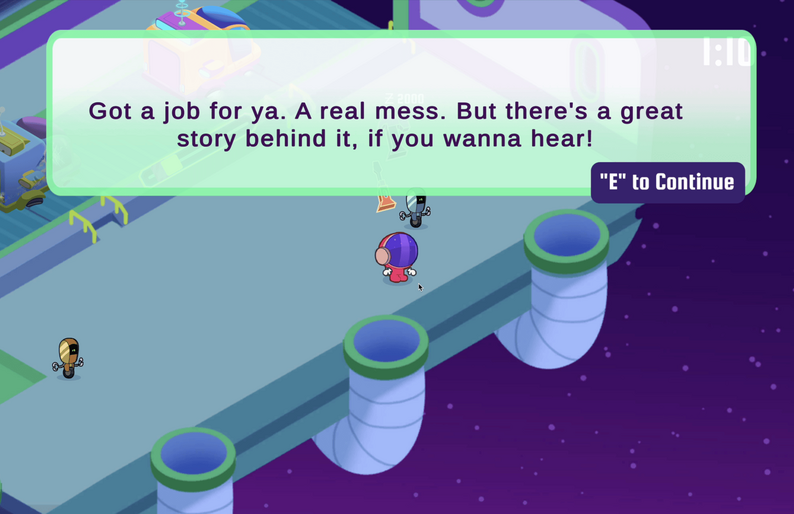 1:10
Got a job for ya. A real mess. But there's a great
story behind it, if you wanna hear!
"E" to Continue